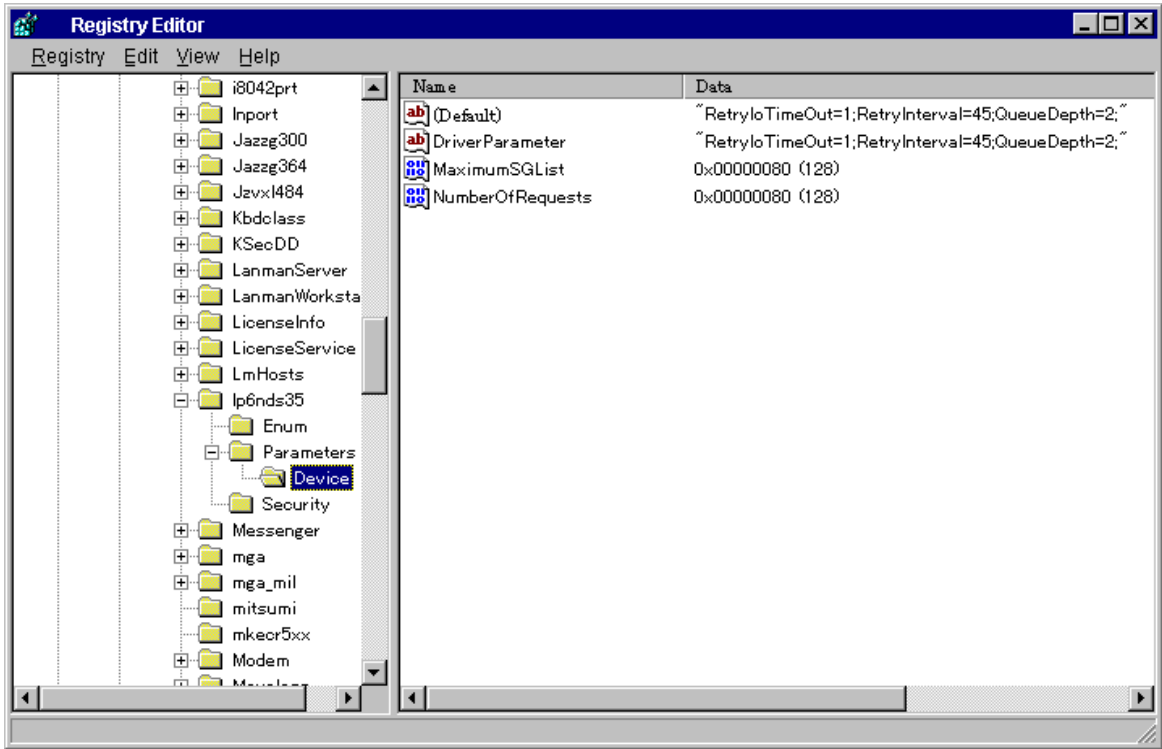 Registry Editor
Registry Edit View Help
i8042prt
Inport
Jazzg300
Jazzg364
Jzvxl484
Kbdclass
KSecDD
LanmanServer
LanmanWorksta
LicenseInfo
LicenseService
LmHosts
lp6nds35
Enum
Parameters
Device
Security
Messenger
mga
mga_mil
mitsumi
mkecr5xx
Modem
Name Data
(Default) "RetryIoTimeOut=1;RetryInterval=45;QueueDepth=2;"
DriverParameter "RetryIoTimeOut=1;RetryInterval=45;QueueDepth=2;"
MaximumSGList 0x00000080 (128)
NumberOfRequests 0x00000080 (128)